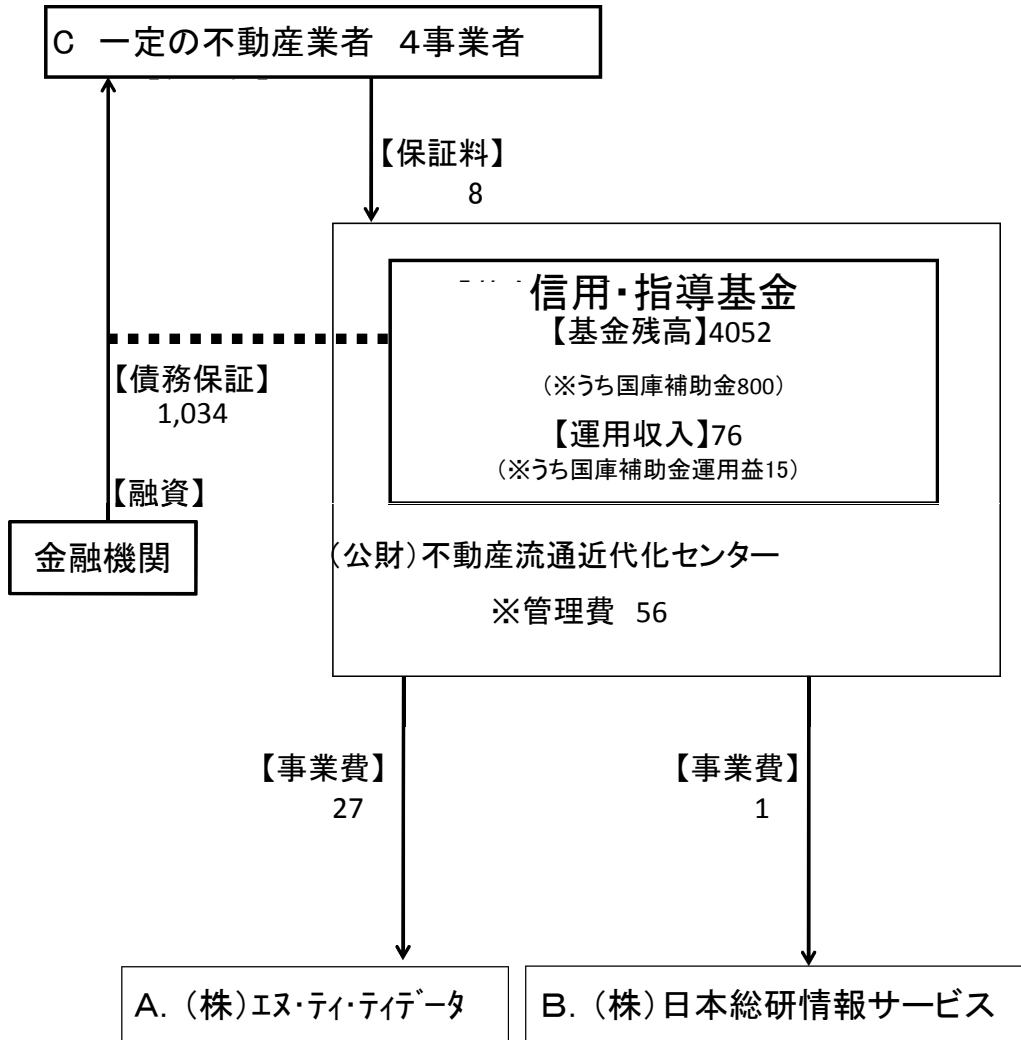 C 一定の不動産業者 4事業者
【保証料】
8
信用・指導基金
【基金残高】4052
（※うち国庫補助金800）
【運用収入】76
（※うち国庫補助金運用益15）
【債務保証】
1,034
【融資】
金融機関
（公財）不動産流通近代化センター
※管理費 56
【事業費】
27
【事業費】
1
A. （株）ｴﾇ・ﾃｨ・ﾃｨﾃﾞｰﾀ
B. （株）日本総研情報サービス